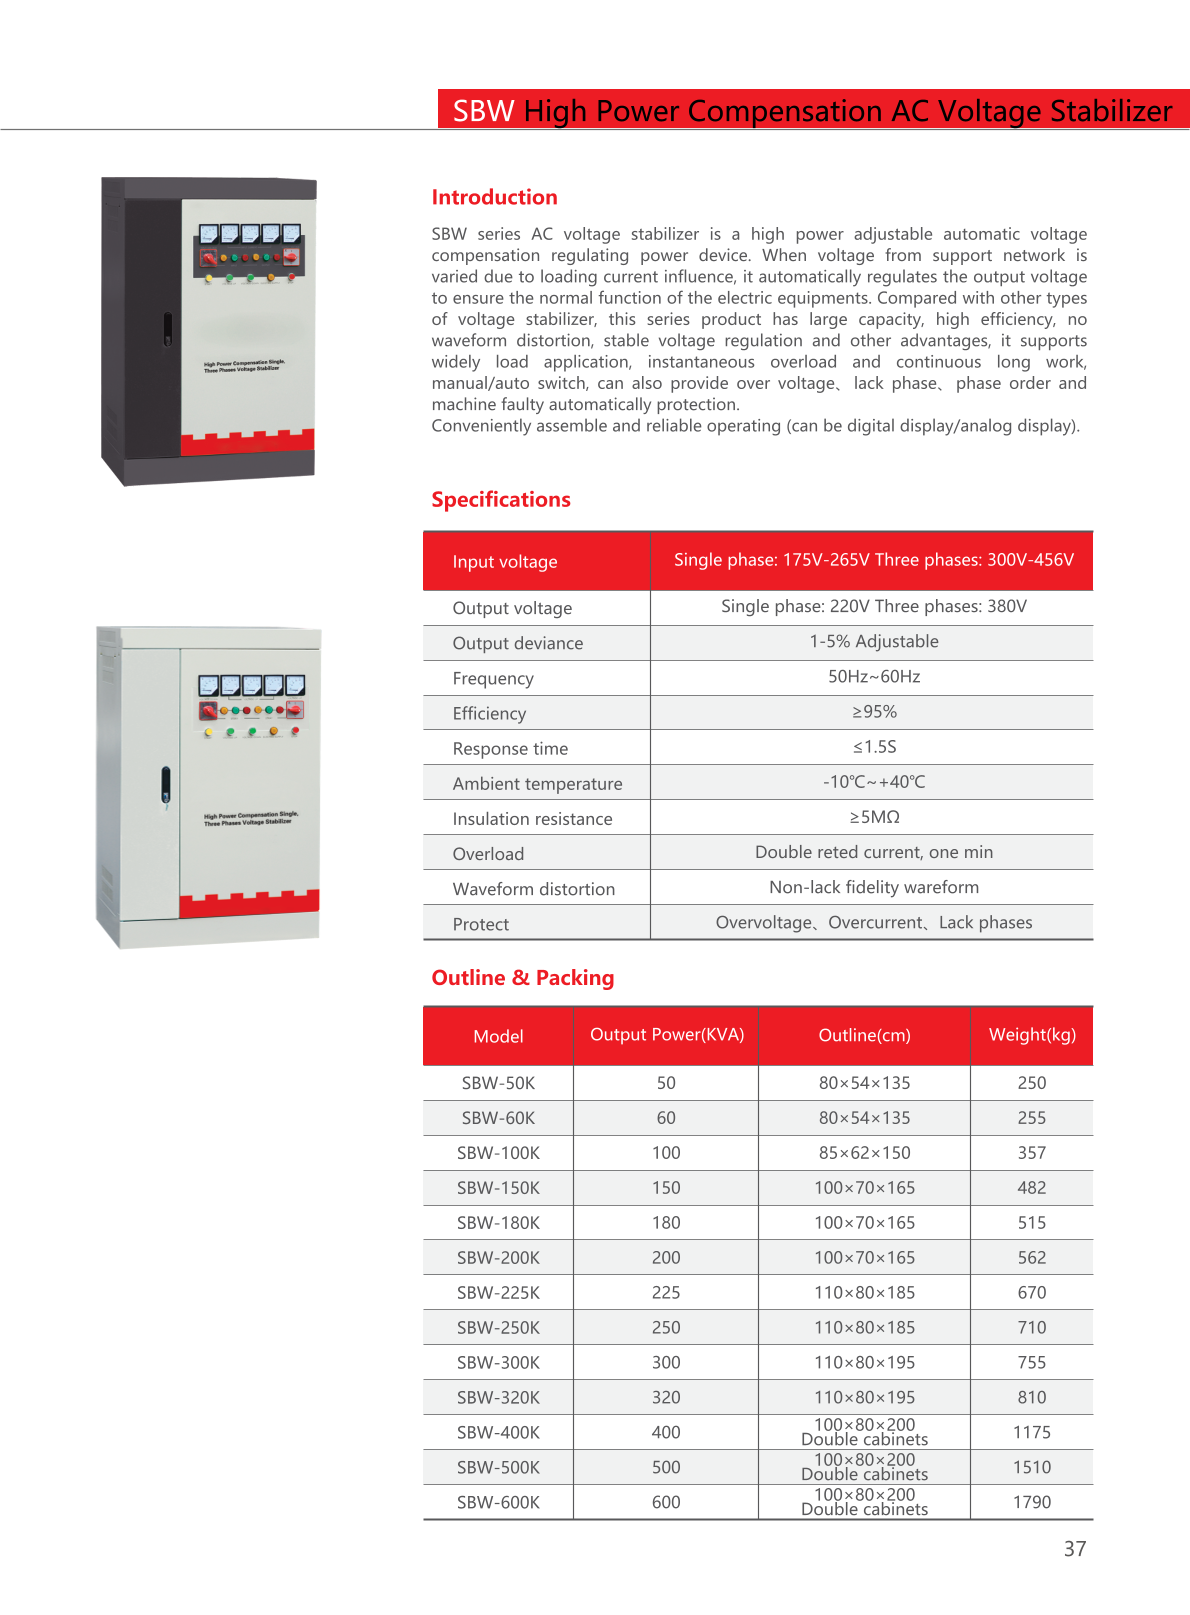 SBW High Power Compensation AC Voltage Stabilizer
High Power Compensation Single,
Three Phases Voltage Stabilizer
High Power Compensation Single,
Three Phases Voltage Stabilizer
Introduction
SBW series AC voltage stabilizer is a high power adjustable automatic voltage
compensation regulating power device. When voltage from support network is
varied due to loading current influence, it automatically regulates the output voltage
to ensure the normal function of the electric equipments. Compared with other types
of voltage stabilizer, this series product has large capacity, high efficiency, no
waveform distortion, stable voltage regulation and other advantages, it supports
widely load application, instantaneous overload and continuous long work,
manual/auto switch, can also provide over voltage、lack phase、phase order and
machine faulty automatically protection.
Conveniently assemble and reliable operating (can be digital display/analog display).
Specifications
Input voltage Single phase: 175V-265V Three phases: 300V-456V
Output voltage Single phase: 220V Three phases: 380V
Output deviance 1-5% Adjustable
Frequency 50Hz~60Hz
Efficiency ≥95%
Response time ≤1.5S
Ambient temperature -10℃~+40℃
Insulation resistance ≥5MΩ
Overload Double reted current, one min
Waveform distortion Non-lack fidelity wareform
Protect Overvoltage、Overcurrent、Lack phases
Outline & Packing
Model Output Power(KVA) Outline(cm) Weight(kg)
SBW-50K 50 80×54×135 250
SBW-60K 60 80×54×135 255
SBW-100K 100 85×62×150 357
SBW-150K 150 100×70×165 482
SBW-180K 180 100×70×165 515
SBW-200K 200 100×70×165 562
SBW-225K 225 110×80×185 670
SBW-250K 250 110×80×185 710
SBW-300K 300 110×80×195 755
SBW-320K 320 110×80×195 810
SBW-400K 400 100×80×200 Double cabinets 1175
SBW-500K 500 100×80×200 Double cabinets 1510
SBW-600K 600 100×80×200 Double cabinets 1790
37